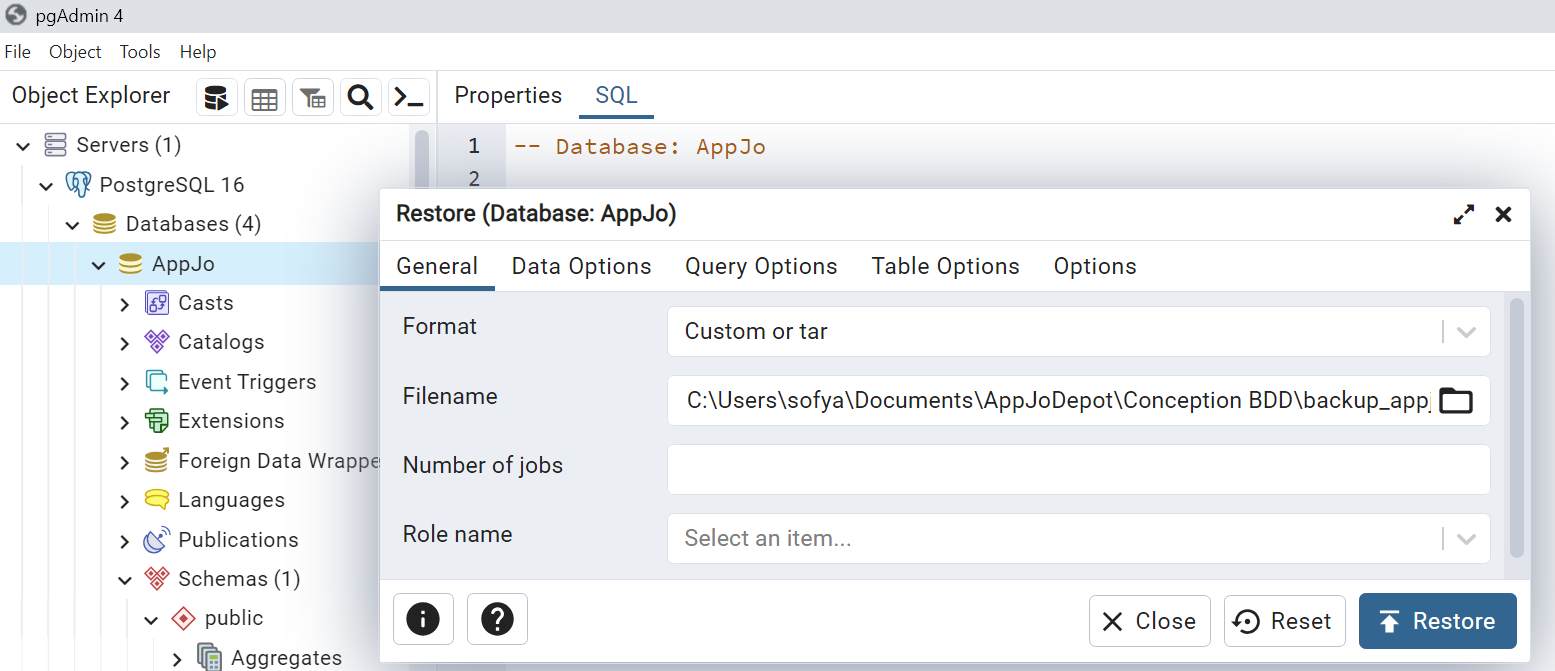 pgAdmin 4
File Object Tools Help
Object Explorer
Properties SQL
Servers (1)
PostgreSQL 16
Databases (4)
AppJo
Casts
Catalogs
Event Triggers
Extensions
Foreign Data Wrappe
Languages
Publications
Schemas (1)
public
Aggregates
1 -- Database: AppJo
2
Restore (Database: AppJo)
General Data Options Query Options Table Options Options
Format Custom or tar
Filename C:\Users\sofya\Documents\AppJoDepot\Conception BDD\backup_appj
Number of jobs
Role name Select an item...
Close Reset Restore